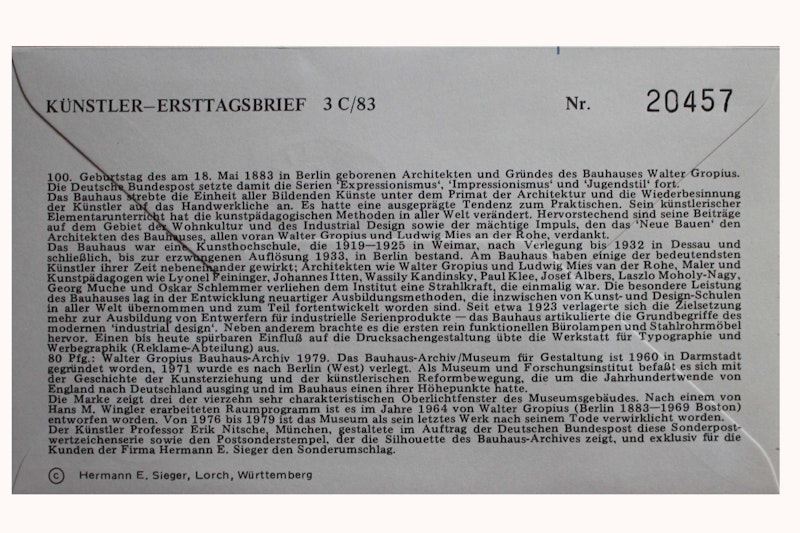 KÜNSTLER—ERSTTAGSBRIEF 3 C/83 Nr. 20457
100. Geburtstag des am 18. Mai 1883 in Berlin geborenen Architekten und Gründes des Bauhauses Walter Gropius.
Die Deutsche Bundespost setzte damit die Serien 'Expressionismus', 'Impressionismus' und 'Jugendstil' fort.
Das Bauhaus strebte die Einheit aller Bildenden Künste unter dem Primat der Architektur und die Wiederbesinnung
der Künstler auf das Handwerkliche an. Es hatte eine ausgeprägte Tendenz zum Praktischen. Sein künstlerischer
Elementarunterricht hat die kunstpädagogischen Methoden in aller Welt verändert. Hervorstechend sind seine Beiträge
auf dem Gebiet der Wohnkultur und des Industrial Design sowie der mächtige Impuls, den das 'Neue Bauen' den
Architekten des Bauhauses, allen voran Walter Gropius und Ludwig Mies an der Rohe, verdankt.
Das Bauhaus war eine Kunsthochschule, die 1919—1925 in Weimar, nach Verlegung bis 1932 in Dessau und
schließlich, bis zur erzwungenen Auflösung 1933, in Berlin bestand. Am Bauhaus haben einige der bedeutendsten
Künstler ihrer Zeit nebeneinander gewirkt; Architekten wie Walter Gropius und Ludwig Mies van der Rohe, Maler und
Kunstpädagogen wie Lyonel Feininger, Johannes Itten, Wassily Kandinsky, Paul Klee, Josef Albers, Laszlo Moholy-Nagy,
Georg Muche und Oskar Schlemmer verliehen dem Institut eine Strahlkraft, die einmalig war. Die besondere Leistung
des Bauhauses lag in der Entwicklung neuartiger Ausbildungsmethoden, die inzwischen von Kunst- und Design-Schulen
in aller Welt übernommen und zum Teil fortentwickelt worden sind. Seit etwa 1923 verlagerte sich die Zielsetzung
mehr zur Ausbildung von Entwerfern für industrielle Serienprodukte — das Bauhaus artikulierte die Grundbegriffe des
modernen 'industrial design'. Neben anderem brachte es die ersten rein funktionellen Bürolampen und Stahlrohrmöbel
hervor. Einen bis heute spürbaren Einfluß auf die Drucksachengestaltung übte die Werkstatt für Typographie und
Werbegraphik (Reklame-Abteilung) aus.
80 Pfg.: Walter Gropius Bauhaus-Archiv 1979. Das Bauhaus-Archiv/Museum für Gestaltung ist 1960 in Darmstadt
gegründet worden, 1971 wurde es nach Berlin (West) verlegt. Als Museum und Forschungsinstitut befaßt es sich mit
der Geschichte der Kunsterziehung und der künstlerischen Reformbewegung, die um die Jahrhundertwende von
England nach Deutschland ausging und im Bauhaus einen ihrer Höhepunkte hatte.
Die Marke zeigt drei der vierzehn sehr charakteristischen Oberlichtfenster des Museumsgebäudes. Nach einem von
Hans M. Wingler erarbeiteten Raumprogramm ist es im Jahre 1964 von Walter Gropius (Berlin 1883—1969 Boston)
entworfen worden. Von 1976 bis 1979 ist das Museum als sein letztes Werk nach seinem Tode verwirklicht worden.
Der Künstler Professor Erik Nitsche, München, gestaltete im Auftrag der Deutschen Bundespost diese Sonderpost-
wertzeichenserie sowie den Postsonderstempel, der die Silhouette des Bauhaus-Archives zeigt, und exklusiv für die
Kunden der Firma Hermann E. Sieger den Sonderumschlag.
© Hermann E. Sieger, Lorch, Württemberg